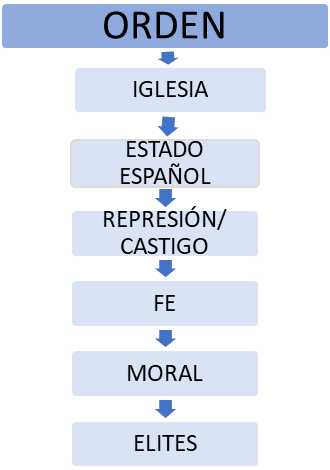 ORDEN
IGLESIA
ESTADO
ESPAÑOL
REPRESIÓN/
CASTIGO
FE
MORAL
ELITES